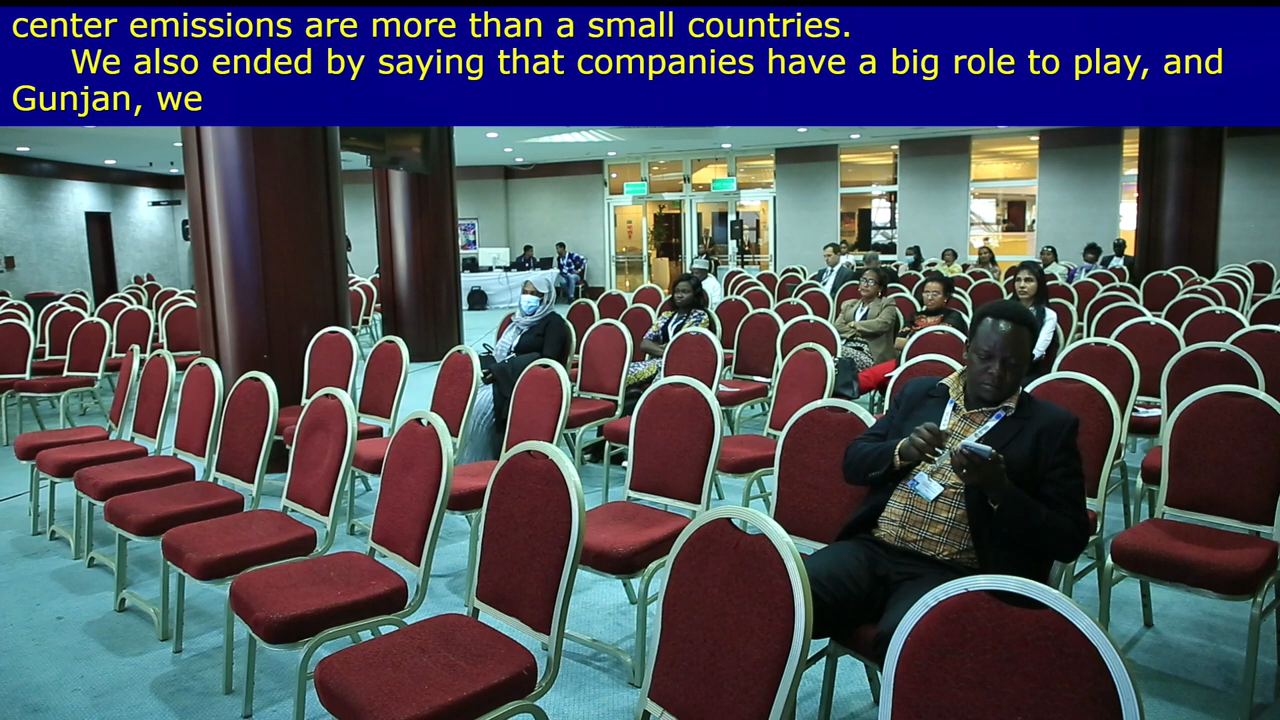 center emissions are more than a small countries.
We also ended by saying that companies have a big role to play, and
Gunjan, we